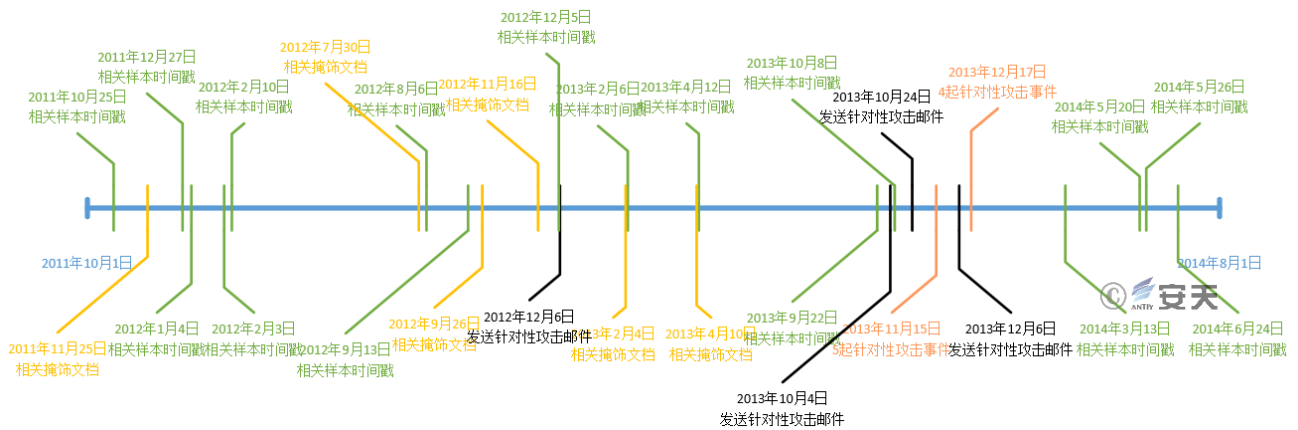 2012年12月5日
相关样本时间戳
2012年7月30日
相关掩饰文档
2011年12月27日
相关样本时间戳
2012年2月10日
相关样本时间戳
2011年10月25日
相关样本时间戳
2012年8月6日
相关样本时间戳
2012年11月16日
相关掩饰文档
2013年2月6日
相关样本时间戳
2013年4月12日
相关样本时间戳
2013年10月8日
相关样本时间戳
2013年10月24日
发送针对性攻击邮件
2013年12月17日
4起针对性攻击事件
2014年5月20日
相关样本时间戳
2014年5月26日
相关样本时间戳
2011年10月1日
2014年8月1日
© ANTIY 安天
2011年11月25日
相关掩饰文档
2012年1月4日
相关样本时间戳
2012年2月3日
相关样本时间戳
2012年9月13日
相关样本时间戳
2012年9月26日
相关掩饰文档
2012年12月6日
发送针对性攻击邮件
2013年2月4日
相关掩饰文档
2013年4月10日
相关掩饰文档
2013年9月22日
相关样本时间戳
2013年10月4日
发送针对性攻击邮件
2013年11月15日
5起针对性攻击事件
2013年12月6日
发送针对性攻击邮件
2014年3月13日
相关样本时间戳
2014年6月24日
相关样本时间戳